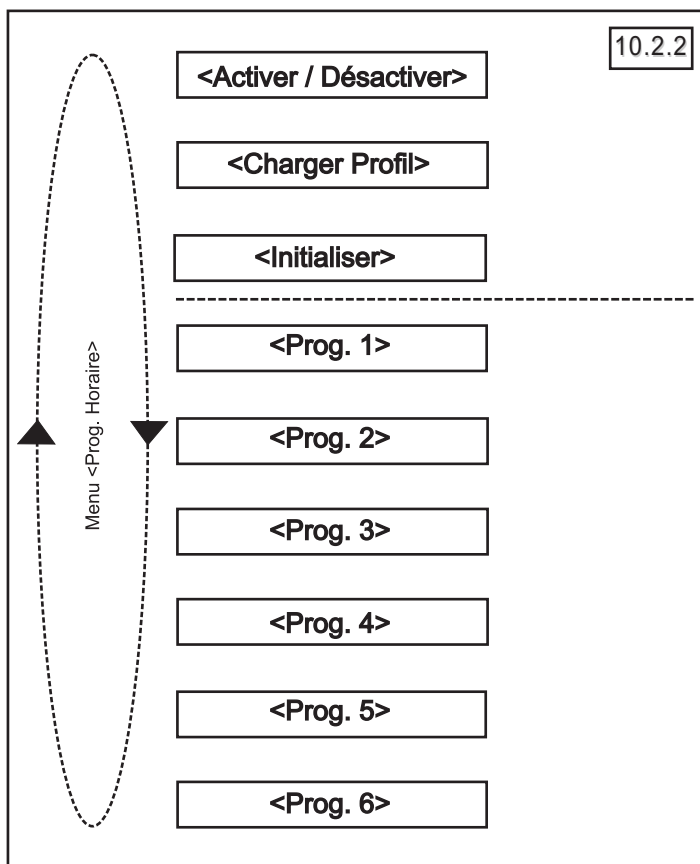 10.2.2
<Activer / Désactiver>
<Charger Profil>
<Initialiser>
Menu <Prog. Horaire>
<Prog. 1>
<Prog. 2>
<Prog. 3>
<Prog. 4>
<Prog. 5>
<Prog. 6>